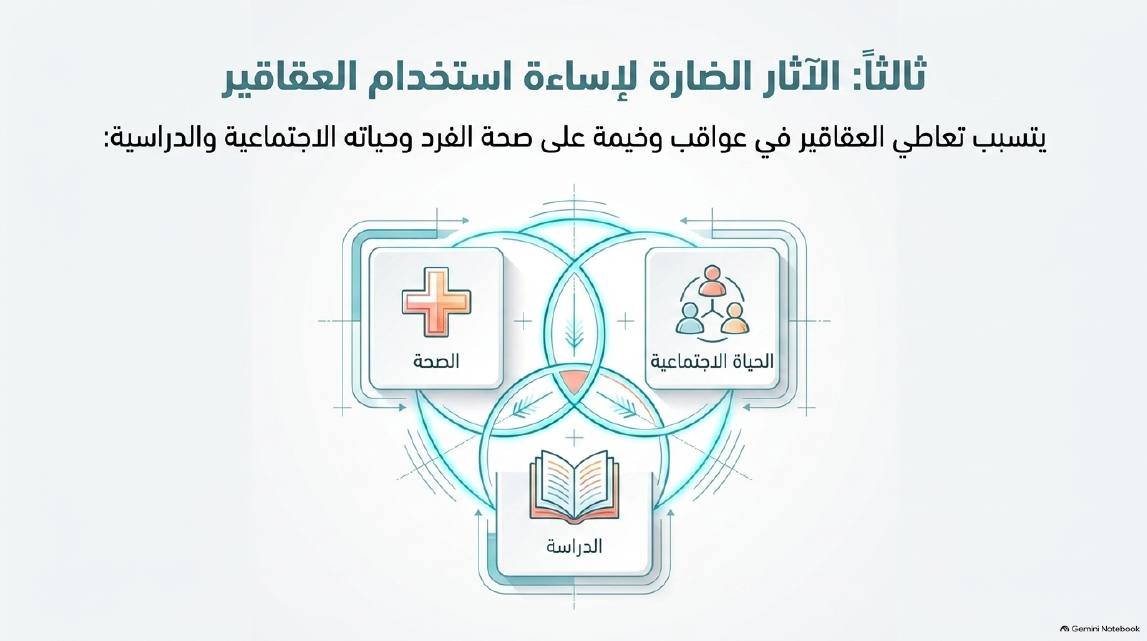 ثالثاً: الآثار الضارة لإساءة استخدام العقاقير
يتسبب تعاطي العقاقير في عواقب وخيمة على صحة الفرد وحياته الاجتماعية والدراسية:
الحياة الاجتماعية
الصحة
الدراسة
Gemini Notebook